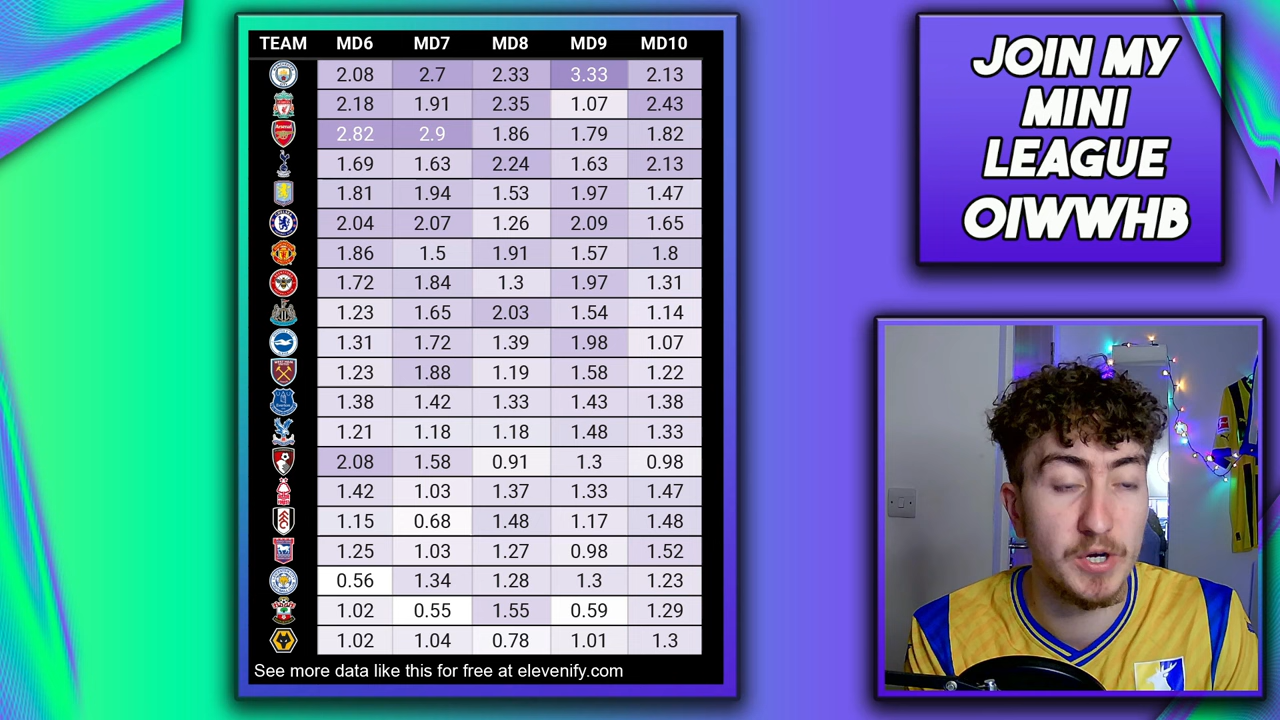 TEAM MD6 MD7 MD8 MD9 MD10
2.08 2.7 2.33 3.33 2.13
2.18 1.91 2.35 1.07 2.43
Arsenal 2.82 2.9 1.86 1.79 1.82
1.69 1.63 2.24 1.63 2.13
1.81 1.94 1.53 1.97 1.47
2.04 2.07 1.26 2.09 1.65
1.86 1.5 1.91 1.57 1.8
1.72 1.84 1.3 1.97 1.31
1.23 1.65 2.03 1.54 1.14
1.31 1.72 1.39 1.98 1.07
1.23 1.88 1.19 1.58 1.22
1.38 1.42 1.33 1.43 1.38
1.21 1.18 1.18 1.48 1.33
2.08 1.58 0.91 1.3 0.98
1.42 1.03 1.37 1.33 1.47
1.15 0.68 1.48 1.17 1.48
1.25 1.03 1.27 0.98 1.52
0.56 1.34 1.28 1.3 1.23
1.02 0.55 1.55 0.59 1.29
1.02 1.04 0.78 1.01 1.3
See more data like this for free at elevenify.com
JOIN MY
MINI
LEAGUE
OIWWHB